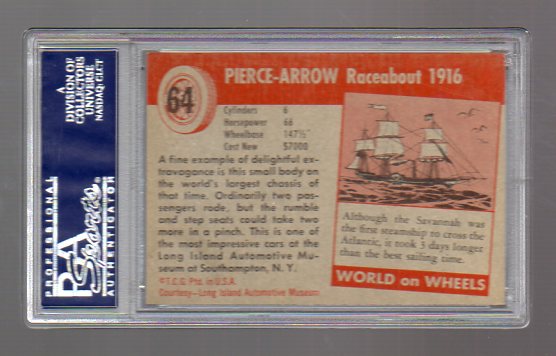 PROFESSIONAL
PSA
Sports
AUTHENTICATOR
A
DIVISION OF
COLLECTORS
UNIVERSE
NASDAQ: CLCT
64
PIERCE-ARROW Raceabout 1916
Cylinders 6
Horsepower 66
Wheelbase 147½
Cost New $7000
A fine example of delightful ex-
travagance is this small body on
the world's largest chassis of
that time. Ordinarily two pas-
sengers rode, but the rumble
and step seats could take two
more in a pinch. This is one of
the most impressive cars at the
Long Island Automotive Mu-
seum at Southampton, N. Y.
©T.C.G. Ptd. in U.S.A.
Courtesy—Long Island Automotive Museum
Although the Savannah was
the first steamship to cross the
Atlantic, it took 3 days longer
than the best sailing time.
WORLD on WHEELS